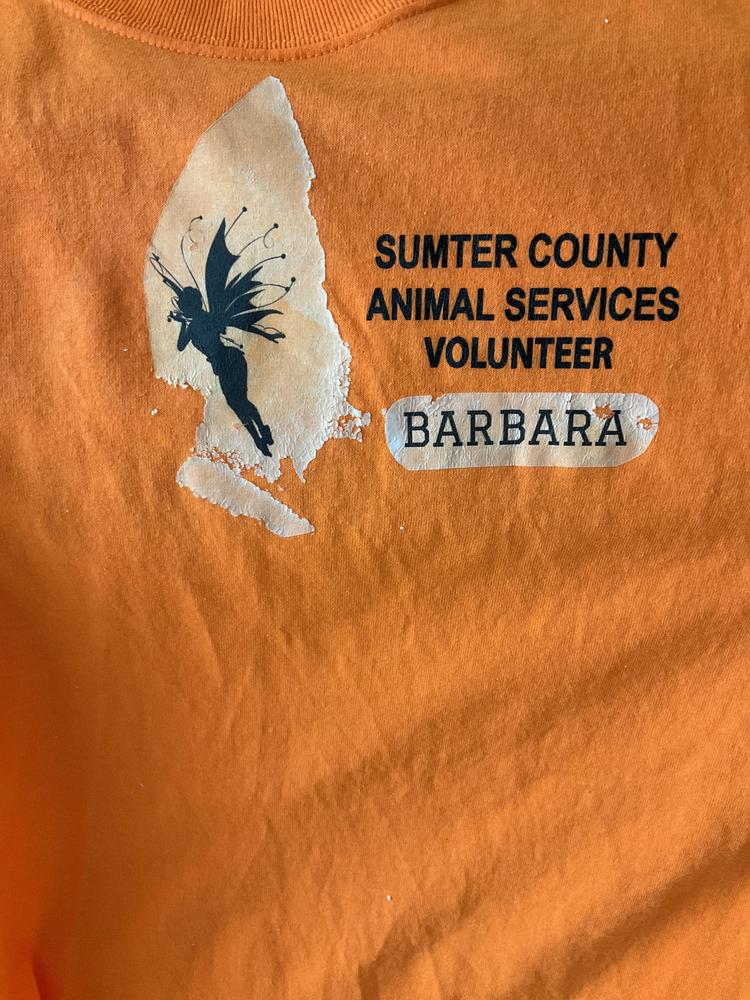 SUMTER COUNTY
ANIMAL SERVICES
VOLUNTEER
BARBARA